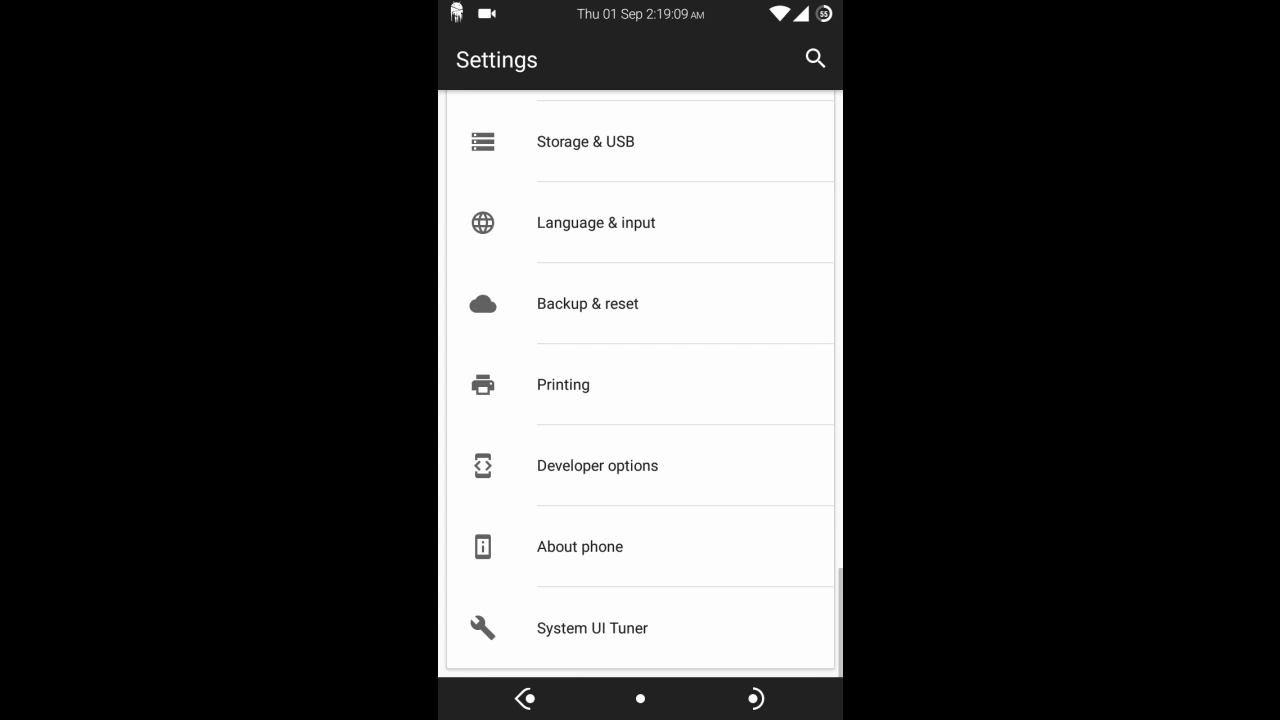 Thu 01 Sep 2:19:09 AM
55
Settings
Storage & USB
Language & input
Backup & reset
Printing
Developer options
About phone
System UI Tuner